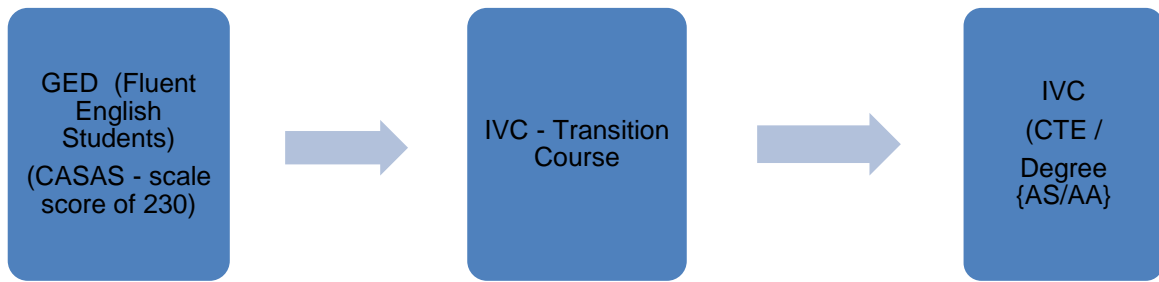 GED (Fluent
English
Students)
(CASAS - scale
score of 230)
IVC - Transition
Course
IVC
(CTE /
Degree
{AS/AA}